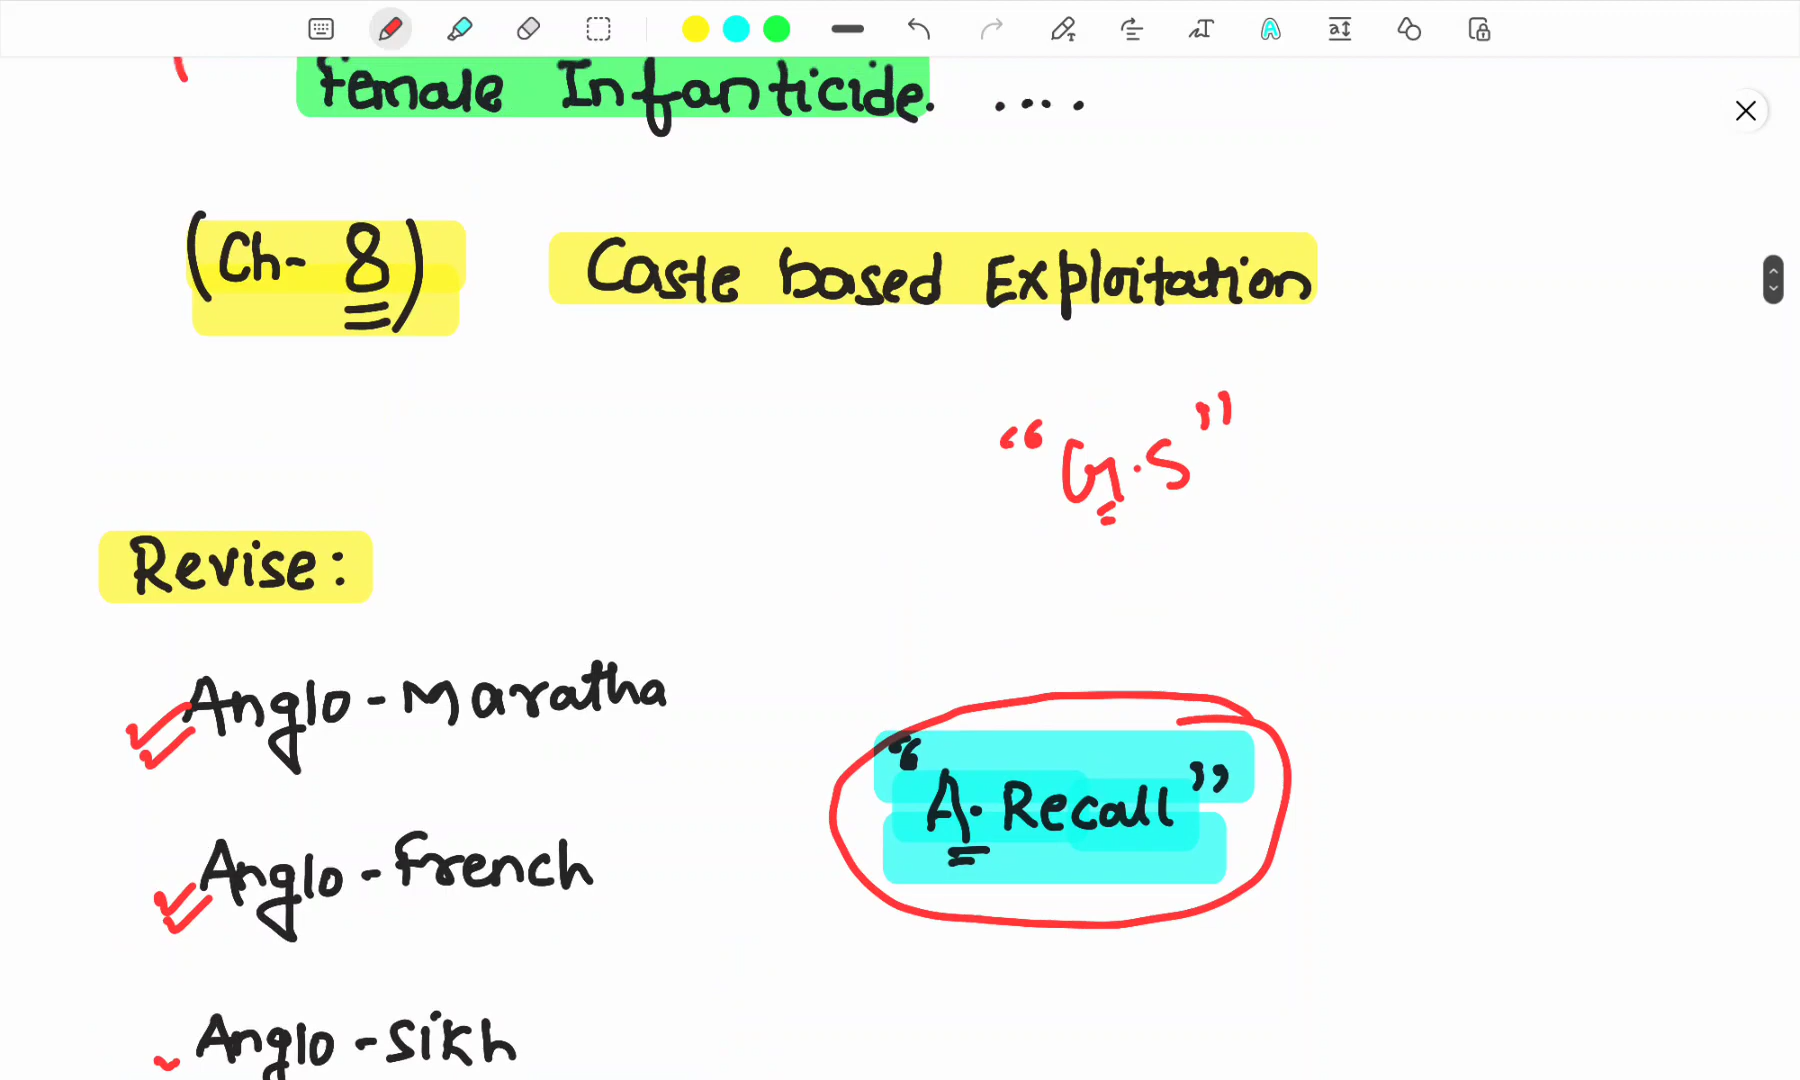 Female Infanticide. ....
(Ch- 8) Caste based Exploitation
"G.S"
Revise:
Anglo-Maratha
"A. Recall"
Anglo-French
Anglo-Sikh